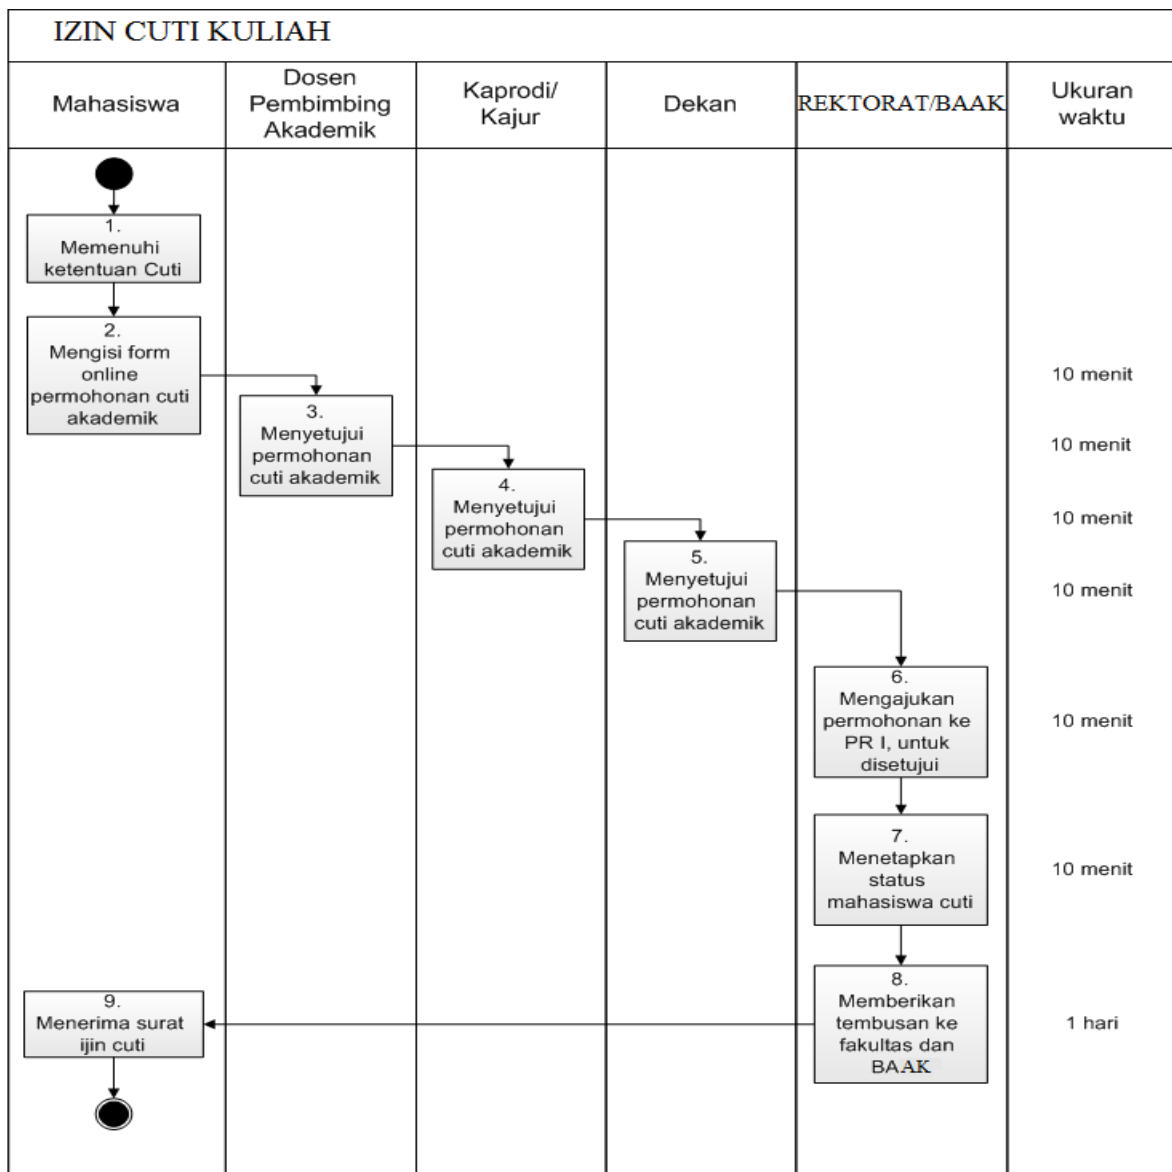 IZIN CUTI KULIAH
Mahasiswa
Dosen
Pembimbing
Akademik
Kaprodi/
Kajur
Dekan
REKTORAT/BAAK
Ukuran
waktu
1.
Memenuhi
ketentuan Cuti
2.
Mengisi form
online
permohonan cuti
akademik
10 menit
3.
Menyetujui
permohonan
cuti akademik
10 menit
4.
Menyetujui
permohonan
cuti akademik
10 menit
5.
Menyetujui
permohonan
cuti akademik
10 menit
6.
Mengajukan
permohonan ke
PR I, untuk
disetujui
10 menit
7.
Menetapkan
status
mahasiswa cuti
10 menit
8.
Memberikan
tembusan ke
fakultas dan
BAAK
1 hari
9.
Menerima surat
ijin cuti